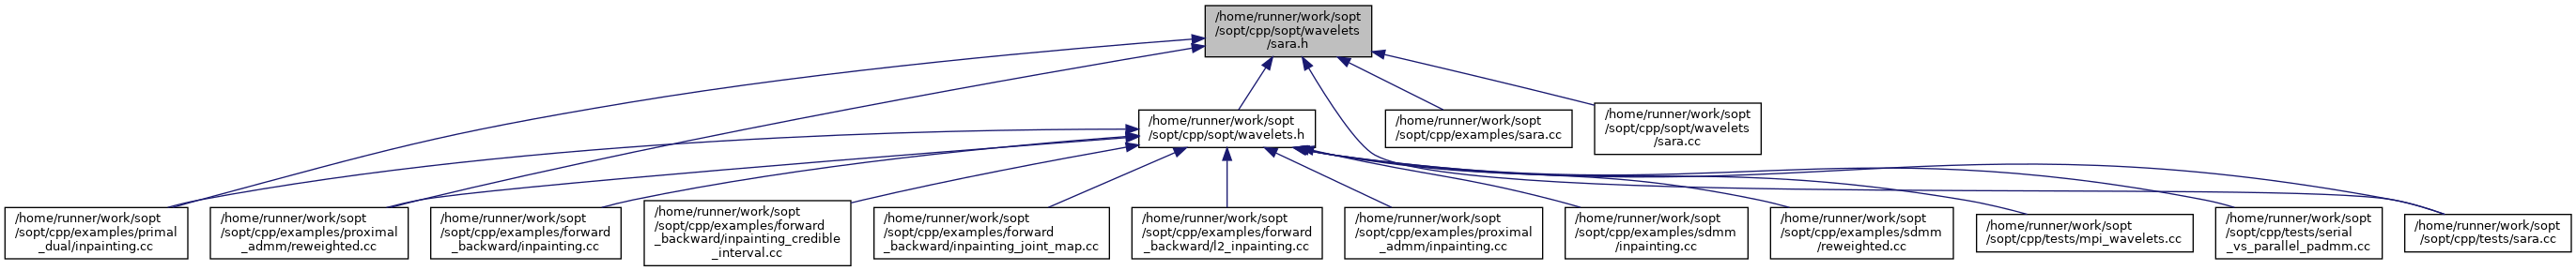 /home/runner/work/sopt
/sopt/cpp/sopt/wavelets
/sara.h
/home/runner/work/sopt
/sopt/cpp/sopt/wavelets.h
/home/runner/work/sopt
/sopt/cpp/examples/sara.cc
/home/runner/work/sopt
/sopt/cpp/sopt/wavelets
/sara.cc
/home/runner/work/sopt
/sopt/cpp/examples/primal
_dual/inpainting.cc
/home/runner/work/sopt
/sopt/cpp/examples/proximal
_admm/reweighted.cc
/home/runner/work/sopt
/sopt/cpp/examples/forward
_backward/inpainting.cc
/home/runner/work/sopt
/sopt/cpp/examples/forward
_backward/inpainting_credible
_interval.cc
/home/runner/work/sopt
/sopt/cpp/examples/forward
_backward/inpainting_joint_map.cc
/home/runner/work/sopt
/sopt/cpp/examples/forward
_backward/l2_inpainting.cc
/home/runner/work/sopt
/sopt/cpp/examples/proximal
_admm/inpainting.cc
/home/runner/work/sopt
/sopt/cpp/examples/sdmm
/inpainting.cc
/home/runner/work/sopt
/sopt/cpp/examples/sdmm
/reweighted.cc
/home/runner/work/sopt
/sopt/cpp/tests/mpi_wavelets.cc
/home/runner/work/sopt
/sopt/cpp/tests/serial
_vs_parallel_padmm.cc
/home/runner/work/sopt
/sopt/cpp/tests/sara.cc